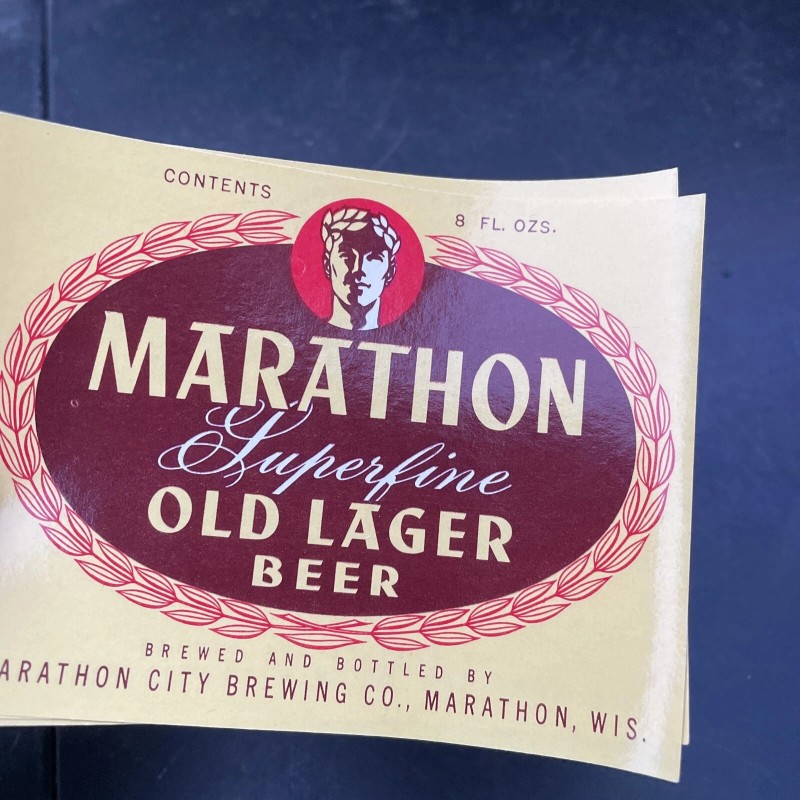 CONTENTS 8 FL. OZS.
MARATHON
Superfine
OLD LAGER
BEER
BREWED AND BOTTLED BY
ARATHON CITY BREWING CO., MARATHON, WIS.